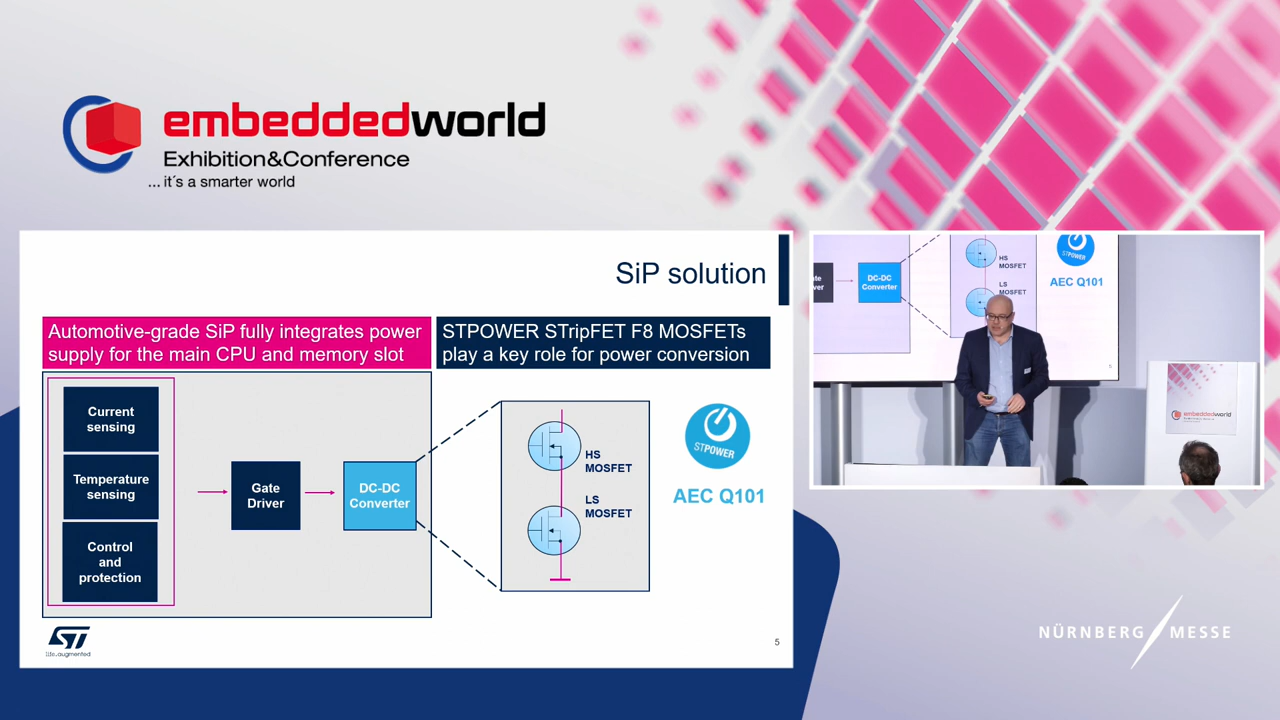 embeddedworld
Exhibition&Conference
... it´s a smarter world
SiP solution
Automotive-grade SiP fully integrates power
supply for the main CPU and memory slot
STPOWER STripFET F8 MOSFETs
play a key role for power conversion
Current
sensing
Temperature
sensing
Control
and
protection
Gate
Driver
DC-DC
Converter
HS
MOSFET
LS
MOSFET
STPOWER
AEC Q101
ST
life.augmented
5
DC-DC
Converter
HS
MOSFET
LS
MOSFET
STPOWER
AEC Q101
embeddedworld
NÜRNBERG MESSE